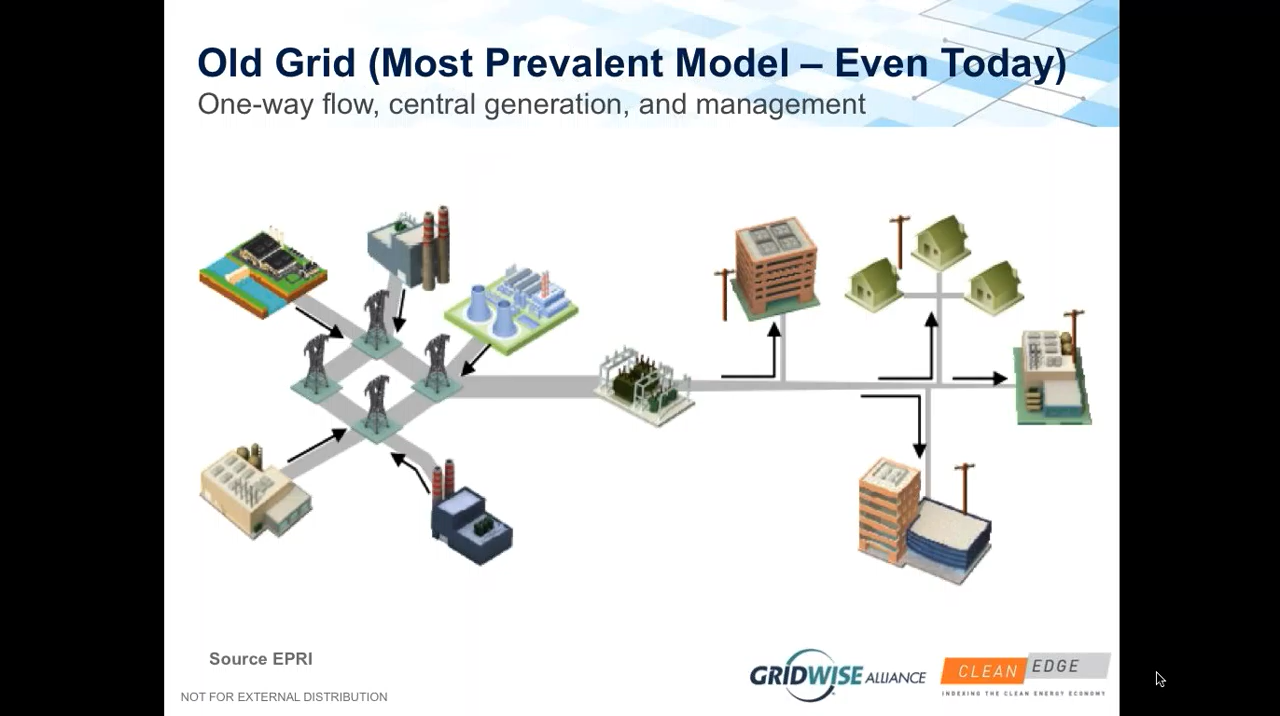 Old Grid (Most Prevalent Model – Even Today)
One-way flow, central generation, and management
Source EPRI
NOT FOR EXTERNAL DISTRIBUTION
GRIDWISE ALLIANCE
CLEAN EDGE
INDEXING THE CLEAN ENERGY ECONOMY